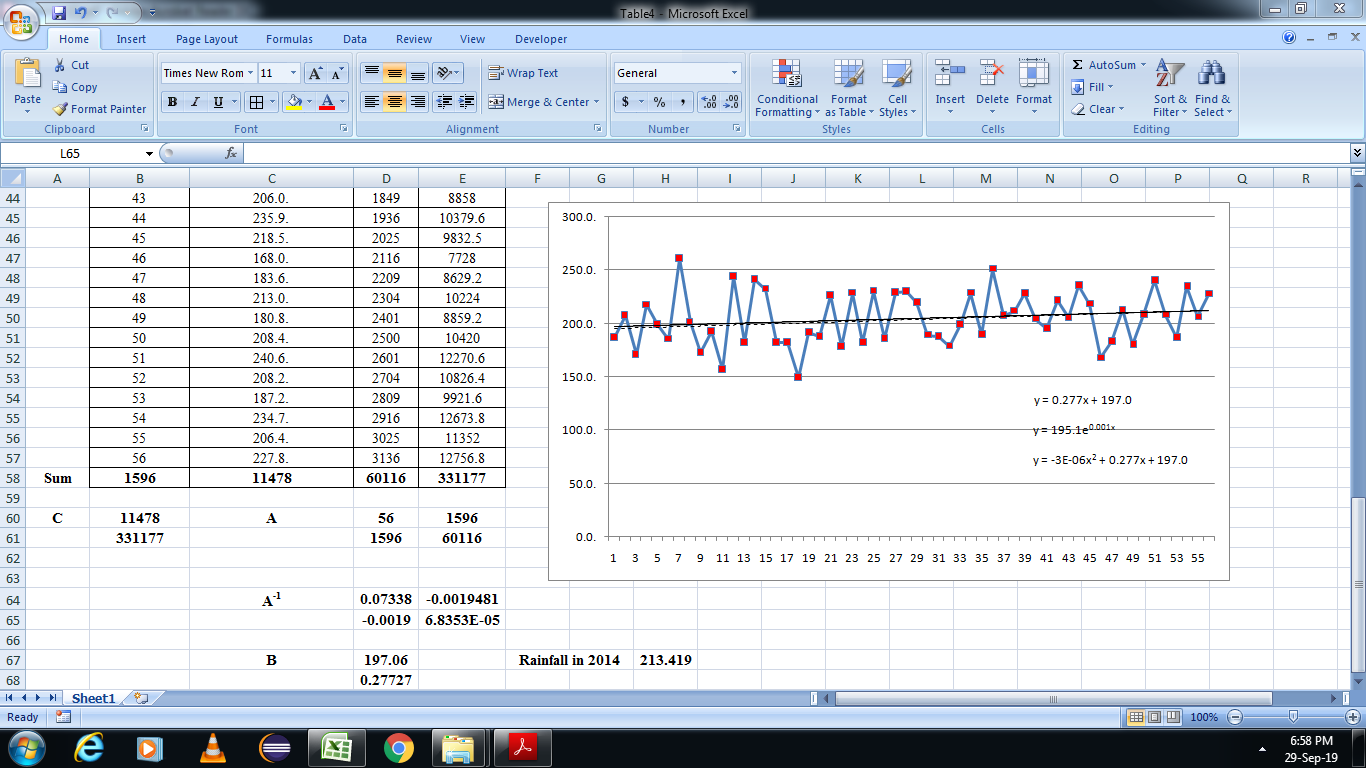 Table4 - Microsoft Excel
Home Insert Page Layout Formulas Data Review View Developer
Paste
Cut
Copy
Format Painter
Clipboard
Times New Rom 11
A A
B I U A
Font
Wrap Text
Merge & Center
Alignment
General
$ % ,
Number
Conditional Formatting
Format as Table
Cell Styles
Styles
Insert Delete Format
Cells
Σ AutoSum
Fill
Clear
Sort & Filter
Find & Select
Editing
L65 fx
A B C D E F G H I J K L M N O P Q R
44 43 206.0. 1849 8858
45 44 235.9. 1936 10379.6
46 45 218.5. 2025 9832.5
47 46 168.0. 2116 7728
48 47 183.6. 2209 8629.2
49 48 213.0. 2304 10224
50 49 180.8. 2401 8859.2
51 50 208.4. 2500 10420
52 51 240.6. 2601 12270.6
53 52 208.2. 2704 10826.4
54 53 187.2. 2809 9921.6
55 54 234.7. 2916 12673.8
56 55 206.4. 3025 11352
57 56 227.8. 3136 12756.8
58 Sum 1596 11478 60116 331177
59
60 C 11478 A 56 1596
61 331177 1596 60116
62
63
64 A-1 0.07338 -0.0019481
65 -0.0019 6.8353E-05
66
67 B 197.06 Rainfall in 2014 213.419
68 0.27727
300.0.
250.0.
200.0.
150.0.
100.0.
50.0.
0.0.
y = 0.277x + 197.0
y = 195.1e0.001x
y = -3E-06x2 + 0.277x + 197.0
1 3 5 7 9 11 13 15 17 19 21 23 25 27 29 31 33 35 37 39 41 43 45 47 49 51 53 55
Sheet1
Ready 100%
6:58 PM
29-Sep-19